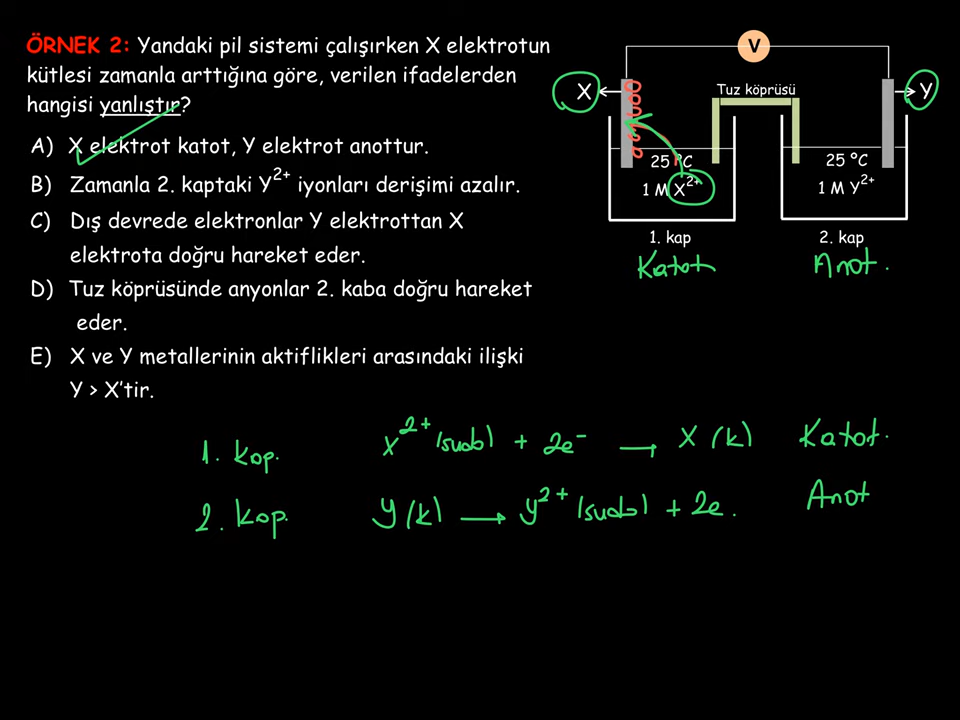 ÖRNEK 2: Yandaki pil sistemi çalışırken X elektrotun
kütlesi zamanla arttığına göre, verilen ifadelerden
hangisi yanlıştır?
A) X elektrot katot, Y elektrot anottur.
B) Zamanla 2. kaptaki Y²⁺ iyonları derişimi azalır.
C) Dış devrede elektronlar Y elektrottan X
elektrota doğru hareket eder.
D) Tuz köprüsünde anyonlar 2. kaba doğru hareket
eder.
E) X ve Y metallerinin aktiflikleri arasındaki ilişki
Y > X'tir.
V
X
Tuz köprüsü
Y
25 °C
1 M X²⁺
25 °C
1 M Y²⁺
1. kap
2. kap
Katot
Anot.
1. kap. X²⁺ (suda) + 2e⁻ → X (k) Katot.
2. kap. Y (k) → Y²⁺ (suda) + 2e. Anot